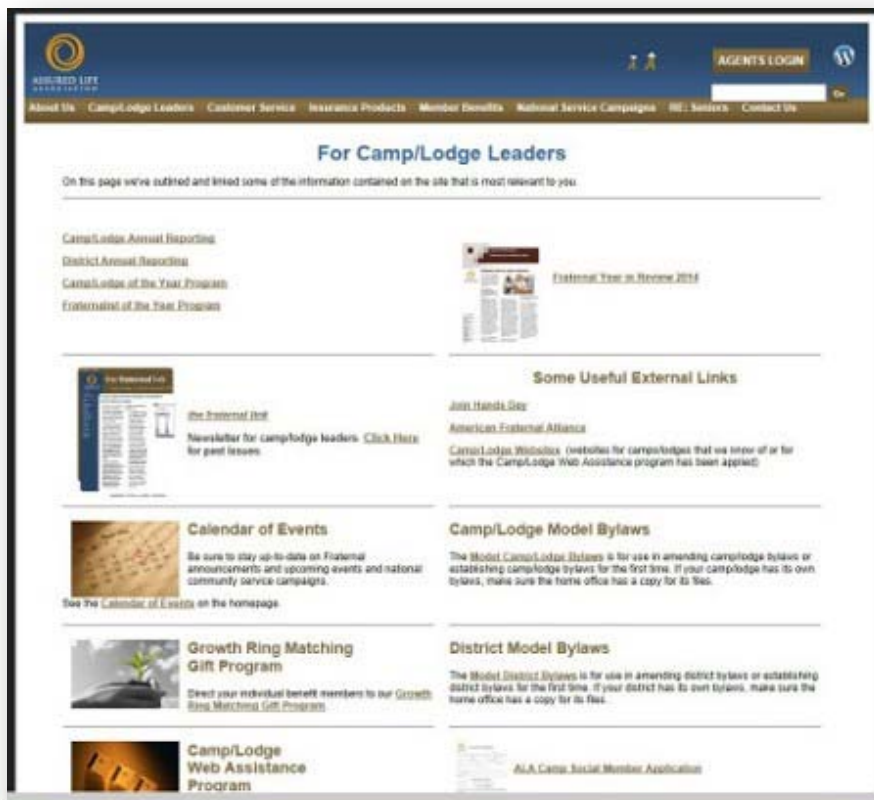 ASSURED LIFE
ASSOCIATION
AGENTS LOGIN
Go
About Us Camp/Lodge Leaders Customer Service Insurance Products Member Benefits National Service Campaigns RE: Seniors Contact Us
For Camp/Lodge Leaders
On this page we've outlined and linked some of the information contained on the site that is most relevant to you.
Camp/Lodge Annual Reporting
District Annual Reporting
Camp/Lodge of the Year Program
Fraternalist of the Year Program
Fraternal Year in Review 2014
the fraternal link
Newsletter for camp/lodge leaders. Click Here
for past issues.
Some Useful External Links
Join Hands Day
American Fraternal Alliance
Camp/Lodge Websites (websites for camps/lodges that we know of or for
which the Camp/Lodge Web Assistance program has been applied)
Calendar of Events
Be sure to stay up-to-date on Fraternal
announcements and upcoming events and national
community service campaigns.
See the Calendar of Events on the homepage.
Camp/Lodge Model Bylaws
The Model Camp/Lodge Bylaws is for use in amending camp/lodge bylaws or
establishing camp/lodge bylaws for the first time. If your camp/lodge has its own
bylaws, make sure the home office has a copy for its files.
Growth Ring Matching
Gift Program
Direct your individual benefit members to our Growth
Ring Matching Gift Program.
District Model Bylaws
The Model District Bylaws is for use in amending district bylaws or establishing
district bylaws for the first time. If your district has its own bylaws, make sure the
home office has a copy for its files.
Camp/Lodge
Web Assistance
Program
ALA Camp Social Member Application